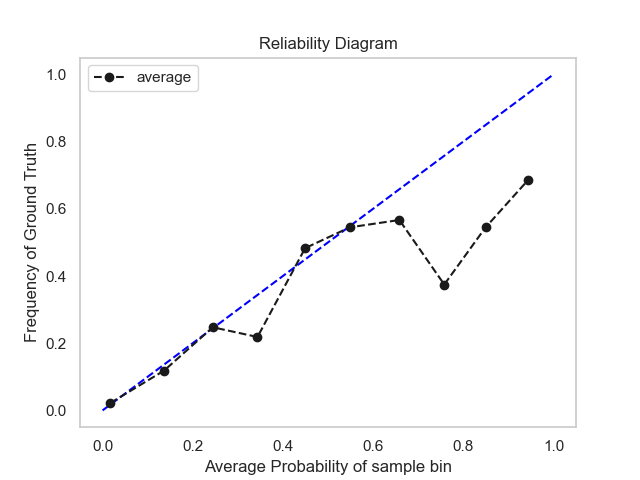 Reliability Diagram
average
Frequency of Ground Truth
1.0
0.8
0.6
0.4
0.2
0.0
0.0 0.2 0.4 0.6 0.8 1.0
Average Probability of sample bin